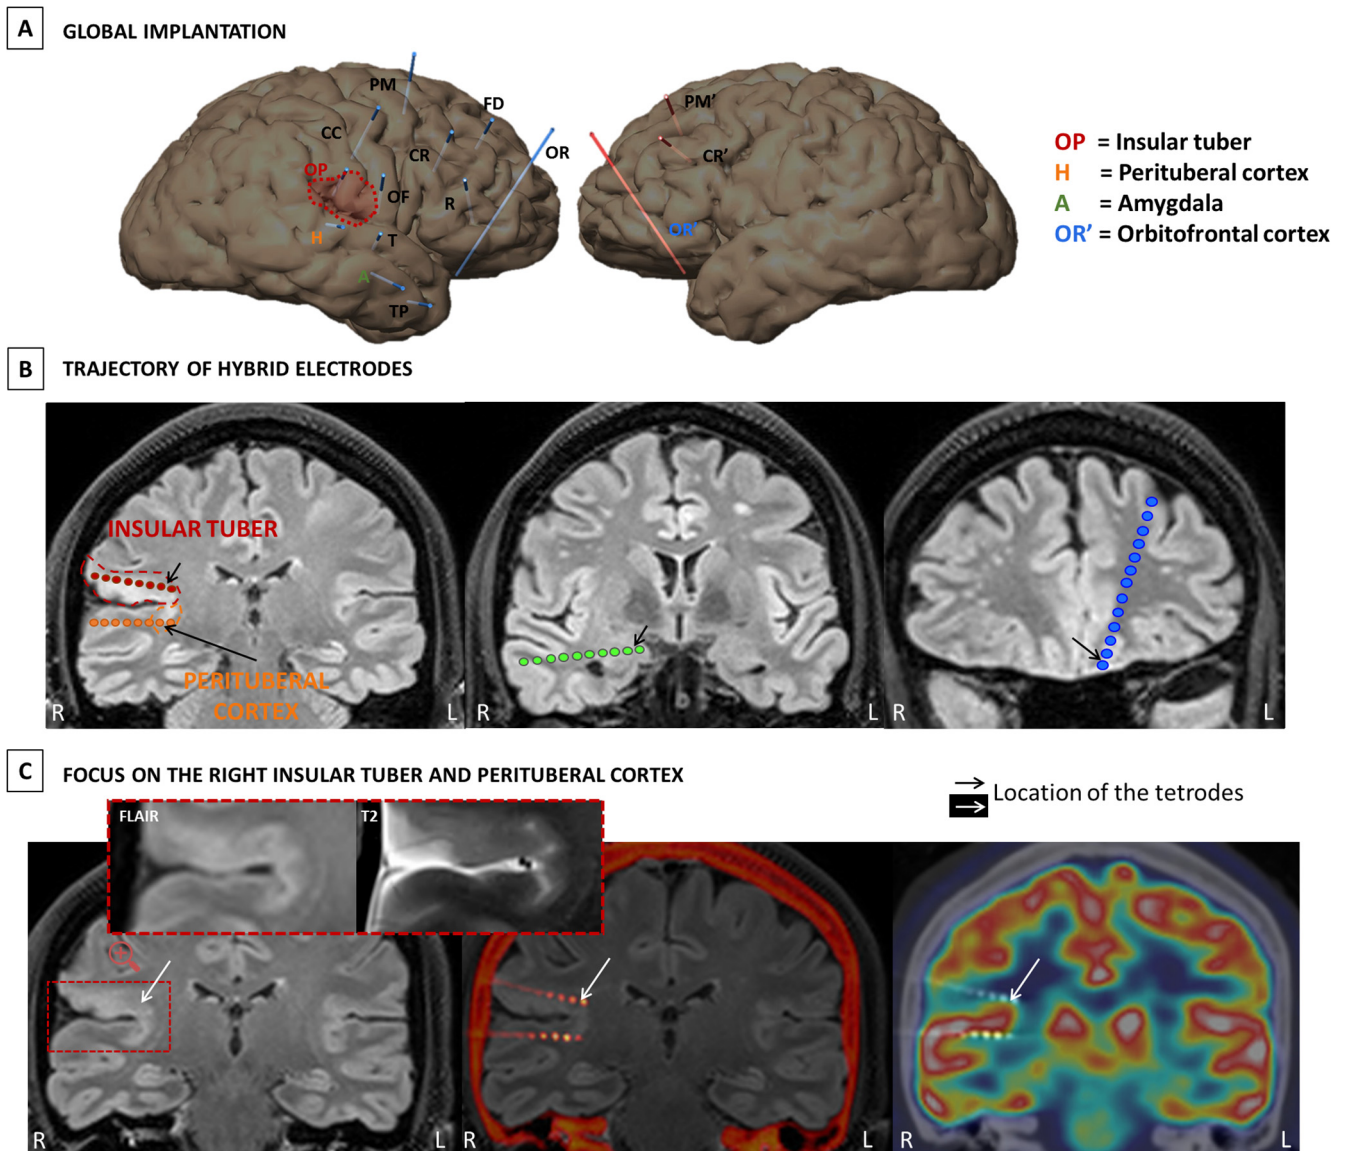 A
GLOBAL IMPLANTATION
PM
FD
CC
CR
OR
OP
OF
R
H
T
A
TP
PM’
CR’
OR’
OP = Insular tuber
H = Perituberal cortex
A = Amygdala
OR’ = Orbitofrontal cortex
B
TRAJECTORY OF HYBRID ELECTRODES
INSULAR TUBER
PERITUBERAL
CORTEX
R
L
R
L
R
L
C
FOCUS ON THE RIGHT INSULAR TUBER AND PERITUBERAL CORTEX
Location of the tetrodes
FLAIR
T2
R
L
R
L
R
L